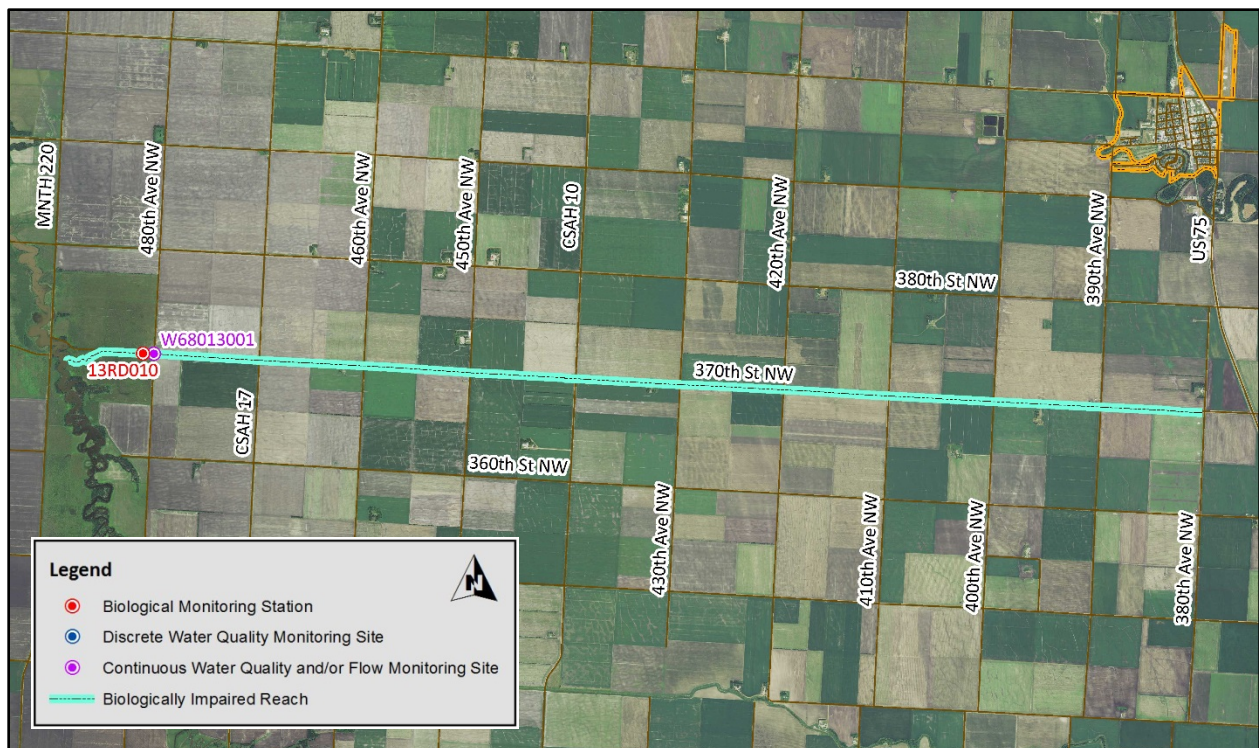 MNTH 220
480th Ave NW
460th Ave NW
450th Ave NW
CSAH 10
420th Ave NW
380th St NW
390th Ave NW
US 75
W68013001
13RD010
370th St NW
CSAH 17
360th St NW
430th Ave NW
410th Ave NW
400th Ave NW
380th Ave NW
Legend
N
Biological Monitoring Station
Discrete Water Quality Monitoring Site
Continuous Water Quality and/or Flow Monitoring Site
Biologically Impaired Reach